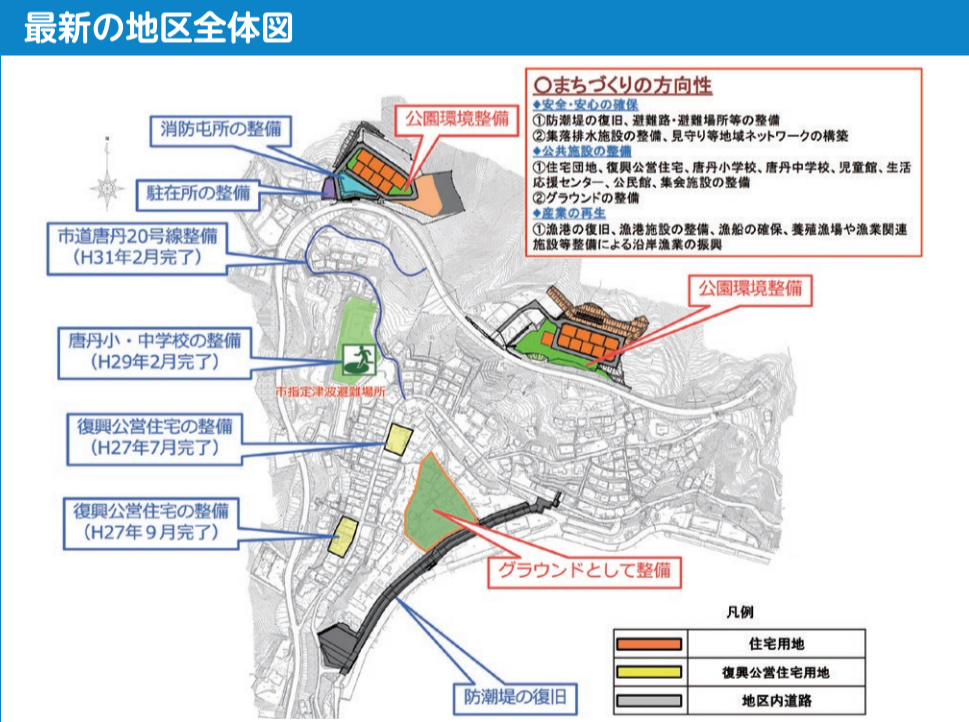 最新の地区全体図
〇まちづくりの方向性
◆安全・安心の確保
①防潮堤の復旧、避難路・避難場所等の整備
②集落排水施設の整備、見守り等地域ネットワークの構築
◆公共施設の整備
①住宅団地、復興公営住宅、唐丹小学校、唐丹中学校、児童館、生活
応援センター、公民館、集会施設の整備
②グラウンドの整備
◆産業の再生
①漁港の復旧、漁港施設の整備、漁船の確保、養殖漁場や漁業関連
施設等整備による沿岸漁業の振興
公園環境整備
消防屯所の整備
駐在所の整備
市道唐丹20号線整備
（H31年2月完了）
公園環境整備
唐丹小・中学校の整備
（H29年2月完了）
市指定津波避難場所
復興公営住宅の整備
（H27年7月完了）
復興公営住宅の整備
（H27年９月完了）
グラウンドとして整備
防潮堤の復旧
凡例
住宅用地
復興公営住宅用地
地区内道路